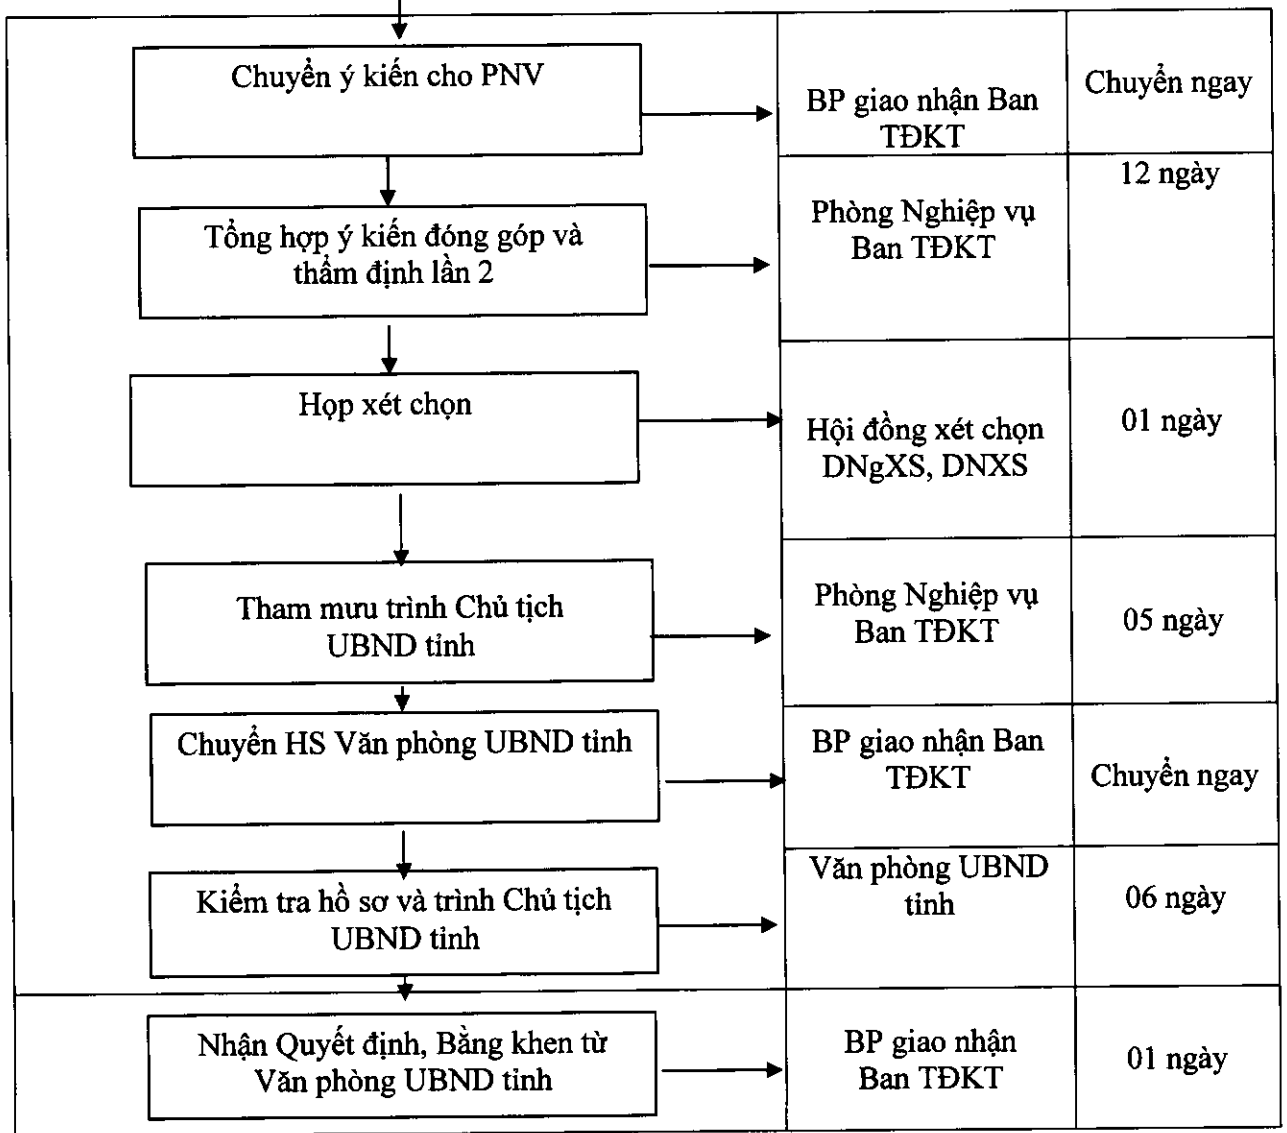 Chuyển ý kiến cho PNV
BP giao nhận Ban
TĐKT
Chuyển ngay
Tổng hợp ý kiến đóng góp và
thẩm định lần 2
Phòng Nghiệp vụ
Ban TĐKT
12 ngày
Họp xét chọn
Hội đồng xét chọn
DNgXS, DNXS
01 ngày
Tham mưu trình Chủ tịch
UBND tỉnh
Phòng Nghiệp vụ
Ban TĐKT
05 ngày
Chuyển HS Văn phòng UBND tỉnh
BP giao nhận Ban
TĐKT
Chuyển ngay
Kiểm tra hồ sơ và trình Chủ tịch
UBND tỉnh
Văn phòng UBND
tỉnh
06 ngày
Nhận Quyết định, Bằng khen từ
Văn phòng UBND tỉnh
BP giao nhận
Ban TĐKT
01 ngày